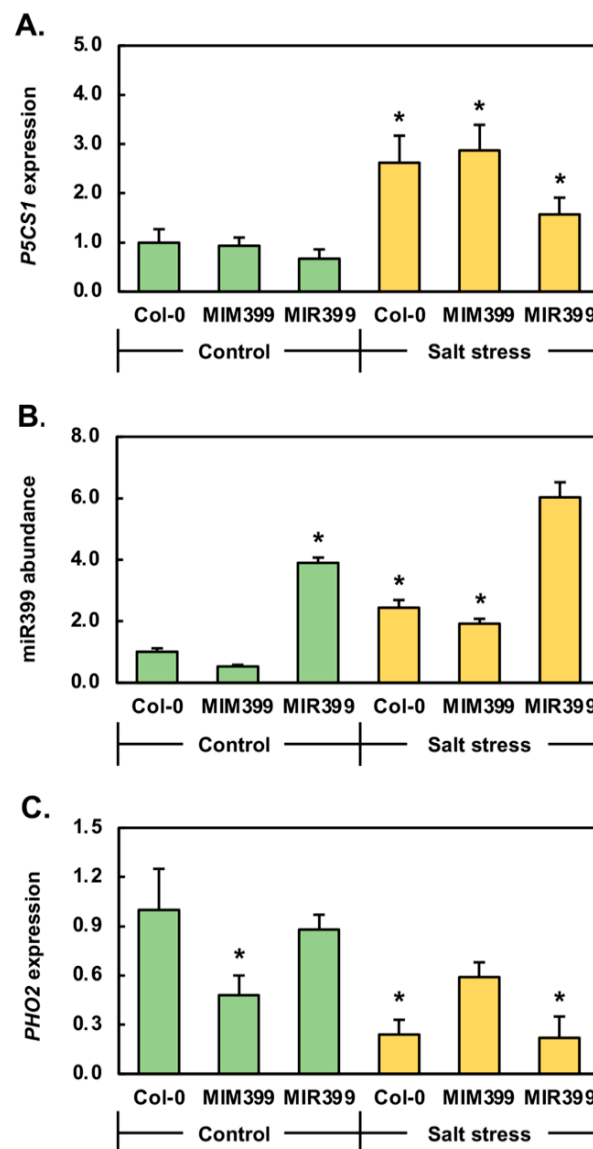 A.
P5CS1 expression
5.0
4.0
3.0
2.0
1.0
0.0
* * *
Col-0 MIM399 MIR399 Col-0 MIM399 MIR399
Control Salt stress
B.
miR399 abundance
8.0
6.0
4.0
2.0
0.0
* * *
Col-0 MIM399 MIR399 Col-0 MIM399 MIR399
Control Salt stress
C.
PHO2 expression
1.5
1.2
0.9
0.6
0.3
0.0
* * *
Col-0 MIM399 MIR399 Col-0 MIM399 MIR399
Control Salt stress